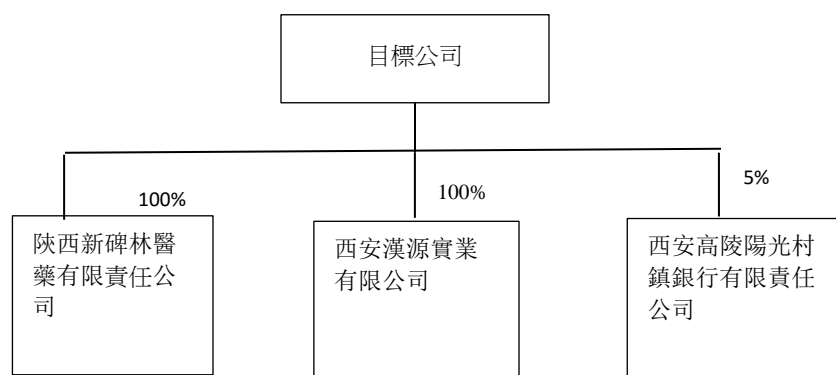 目標公司
100%
100%
5%
陝西新碑林醫
藥有限責任公
司
西安漢源實業
有限公司
西安高陵陽光村
鎮銀行有限責任
公司